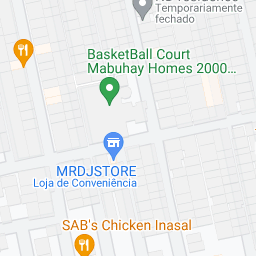 Temporariamente
fechado
BasketBall Court
Mabuhay Homes 2000...
MRDJSTORE
Loja de Conveniência
SAB's Chicken Inasal